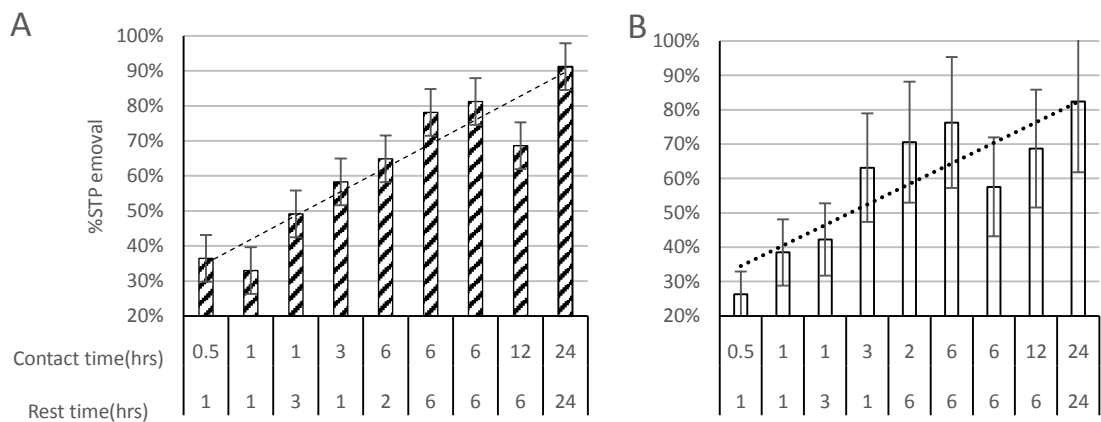 A
B
100%
90%
80%
70%
60%
50%
40%
30%
20%
%STP emoval
100%
90%
80%
70%
60%
50%
40%
30%
20%
Contact time(hrs) 0.5 1 1 3 6 6 6 12 24
Rest time(hrs) 1 1 3 1 2 6 6 6 24
0.5 1 1 3 2 6 6 12 24
1 1 3 1 6 6 6 6 24